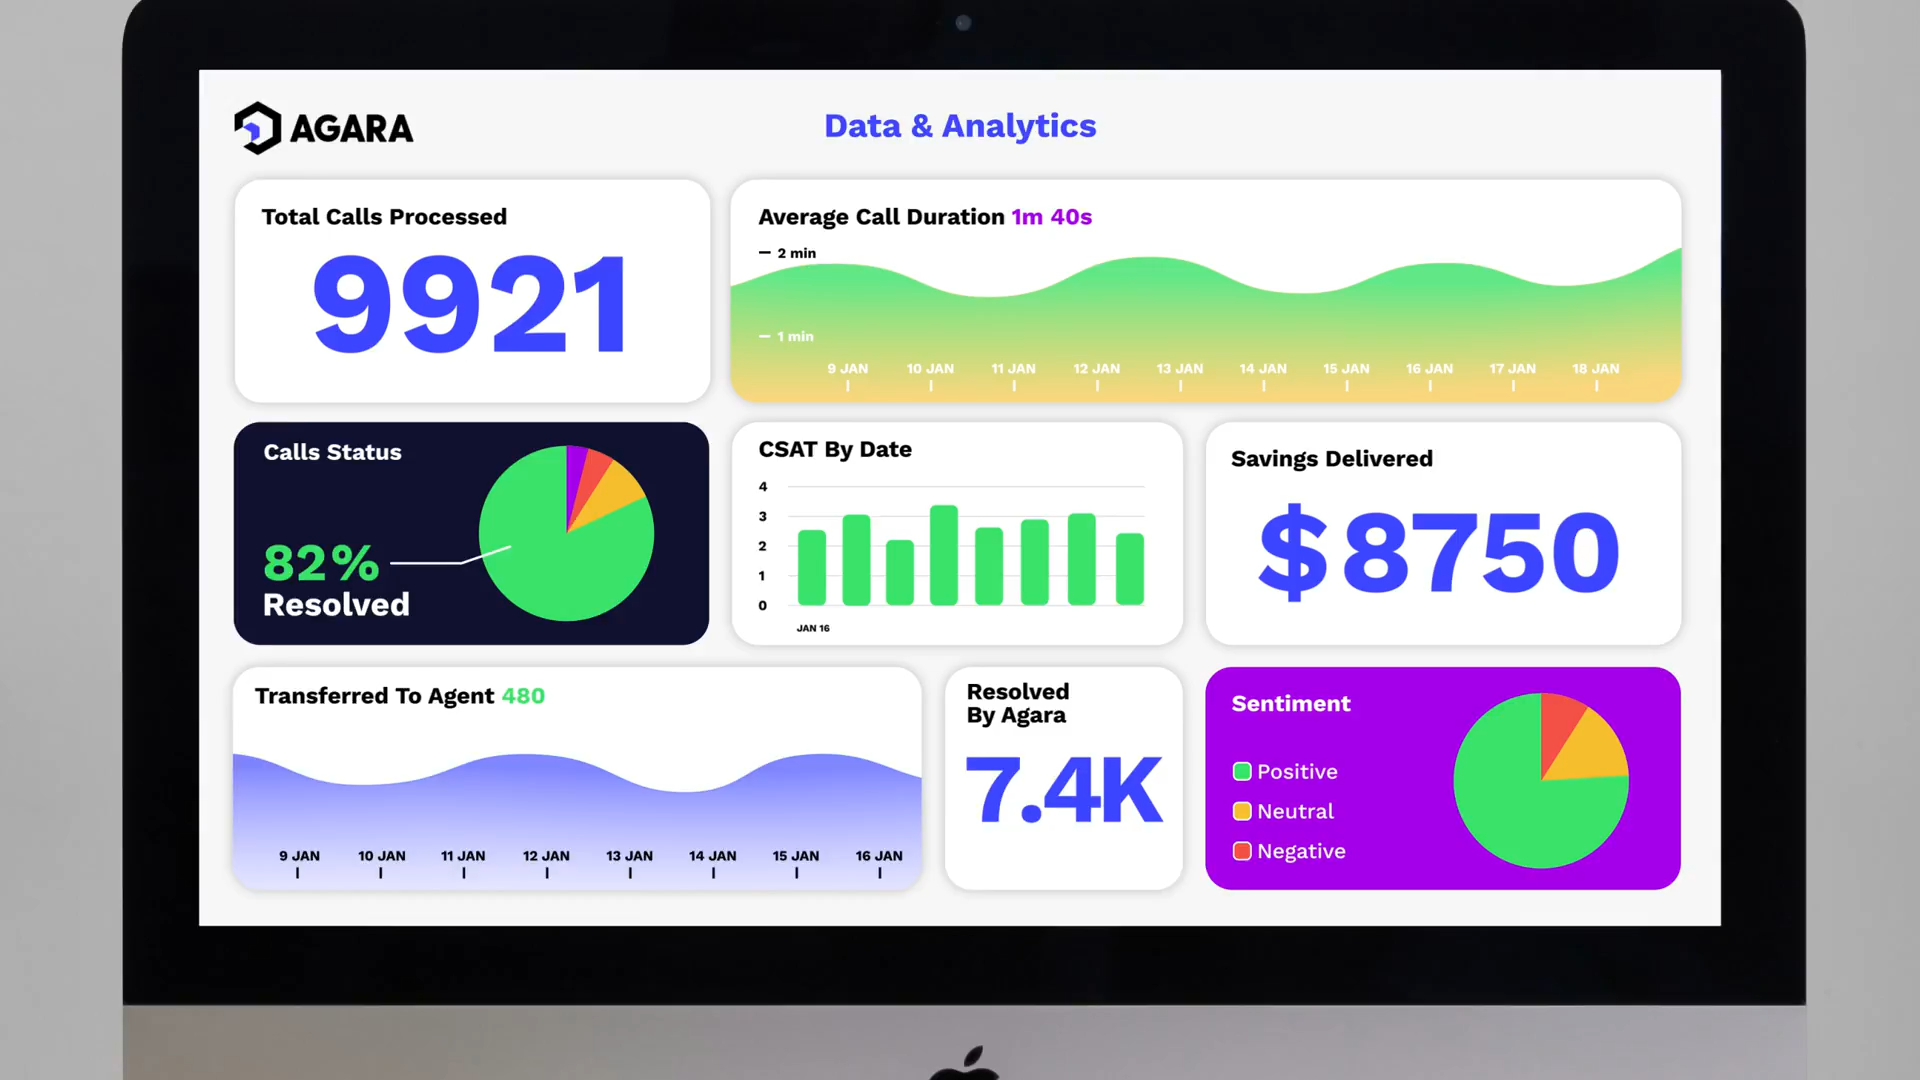 AGARA
Data & Analytics
Total Calls Processed
9921
Average Call Duration 1m 40s
2 min
1 min
9 JAN 10 JAN 11 JAN 12 JAN 13 JAN 14 JAN 15 JAN 16 JAN 17 JAN 18 JAN
Calls Status
82%
Resolved
CSAT By Date
4
3
2
1
0
JAN 16
Savings Delivered
$8750
Transferred To Agent 480
9 JAN 10 JAN 11 JAN 12 JAN 13 JAN 14 JAN 15 JAN 16 JAN
Resolved
By Agara
7.4K
Sentiment
Positive
Neutral
Negative